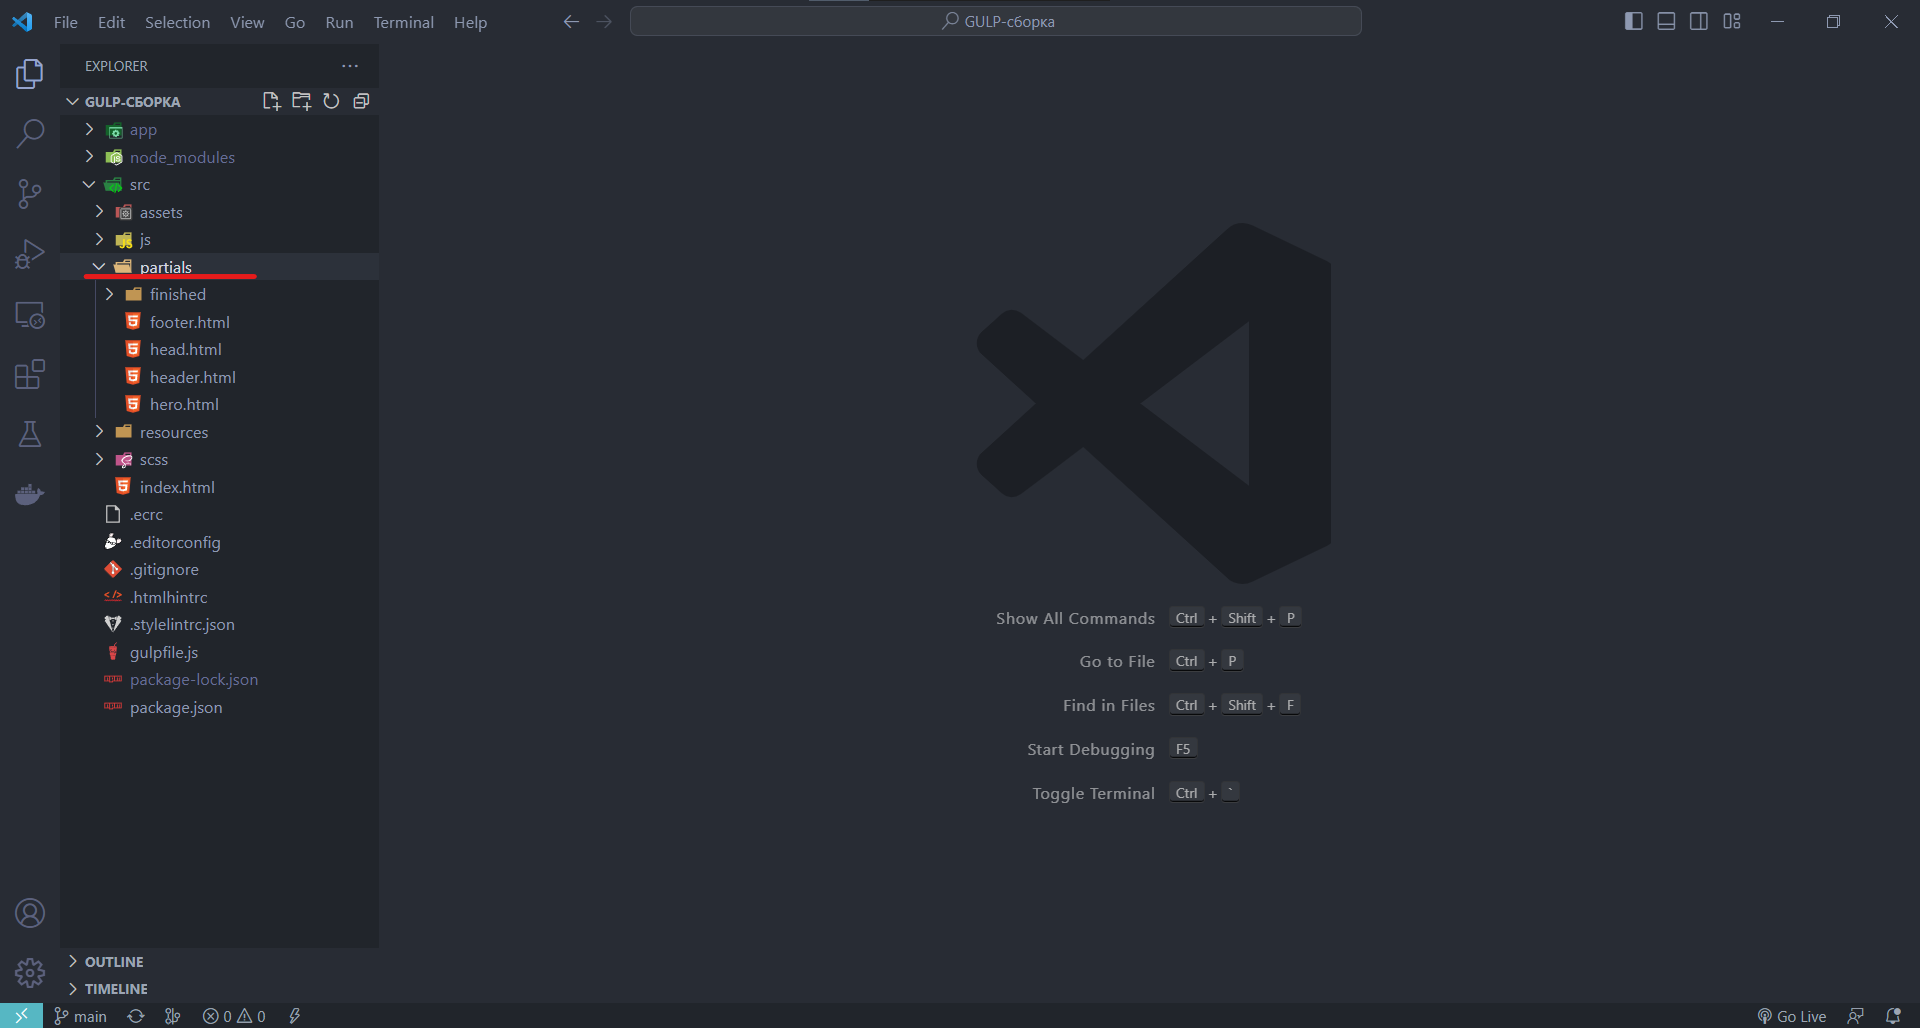 File Edit Selection View Go Run Terminal Help
GULP-сборка
EXPLORER
GULP-СБОРКА
app
node_modules
src
assets
js
partials
finished
footer.html
head.html
header.html
hero.html
resources
scss
index.html
.ecrc
.editorconfig
.gitignore
.htmlhintrc
.stylelintrc.json
gulpfile.js
package-lock.json
package.json
Show All Commands Ctrl + Shift + P
Go to File Ctrl + P
Find in Files Ctrl + Shift + F
Start Debugging F5
Toggle Terminal Ctrl + `
OUTLINE
TIMELINE
main 0 0 Go Live